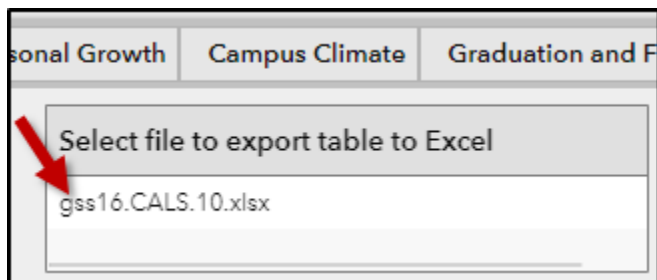 sonal Growth Campus Climate Graduation and F
Select file to export table to Excel
gss16.CALS.10.xlsx